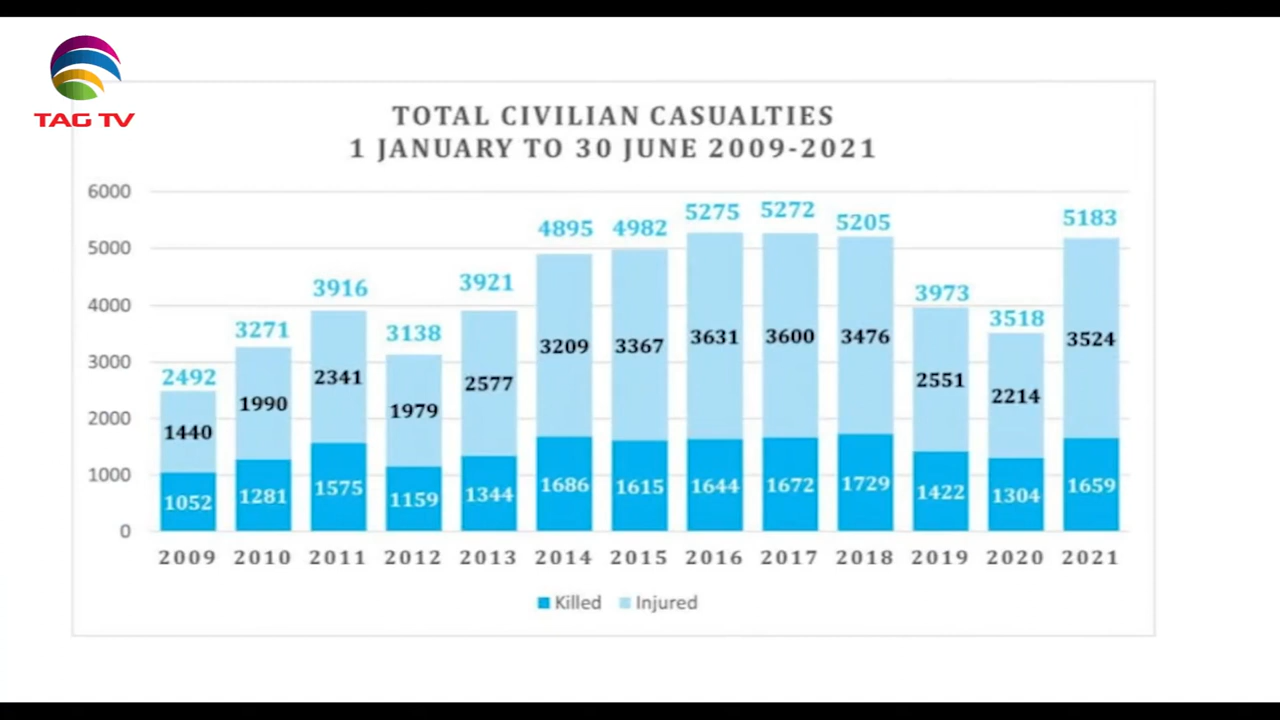 TAG TV
TOTAL CIVILIAN CASUALTIES
1 JANUARY TO 30 JUNE 2009-2021
6000
5000
4000
3000
2000
1000
0
2492 3271 3916 3138 3921 4895 4982 5275 5272 5205 3973 3518 5183
1440 1990 2341 1979 2577 3209 3367 3631 3600 3476 2551 2214 3524
1052 1281 1575 1159 1344 1686 1615 1644 1672 1729 1422 1304 1659
2009 2010 2011 2012 2013 2014 2015 2016 2017 2018 2019 2020 2021
Killed Injured